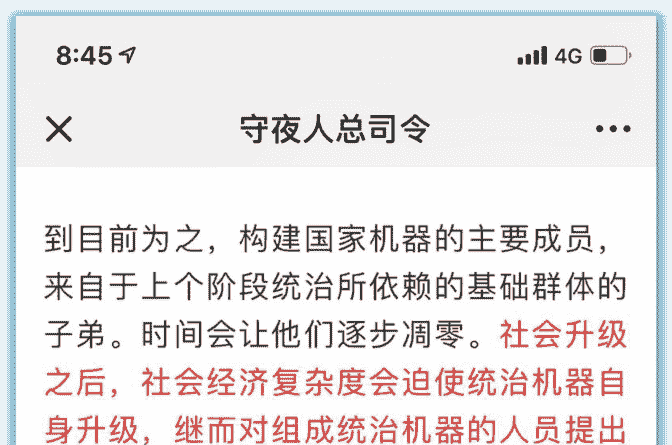 8:45 4G
守夜人总司令
到目前为之，构建国家机器的主要成员，
来自于上个阶段统治所依赖的基础群体的
子弟。时间会让他们逐步凋零。社会升级
之后，社会经济复杂度会迫使统治机器自
身升级，继而对组成统治机器的人员提出